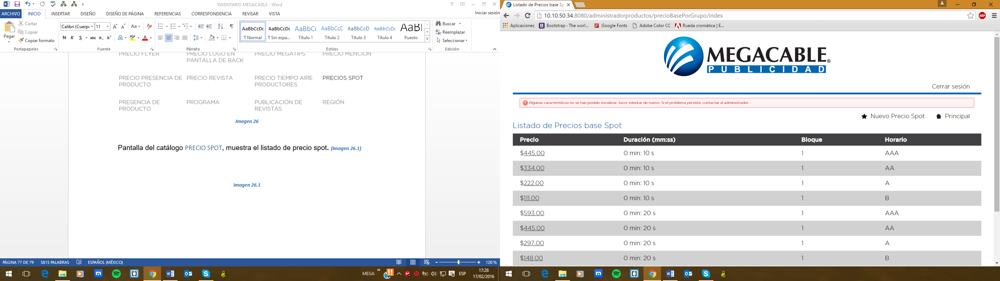 INVENTARIO MEGACABLE - Word
ARCHIVO INICIO INSERTAR DISEÑO DISEÑO DE PÁGINA REFERENCIAS CORRESPONDENCIA REVISAR VISTA Iniciar sesión
Pegar
Cortar
Copiar
Copiar formato
Portapapeles
Calibri (Cuerpo 11
Fuente
Párrafo
AaBbCcDc AaBbCcDc AaBbCc AaBbCcE AaBbCcD AaBbCcDc AaBl
¶ Normal ¶ Sin espa... Título 1 Título 2 Título 3 Título 4 Puesto
Estilos
Buscar
Reemplazar
Seleccionar
Edición
PRECIO FLYER PRECIO LOGO EN PANTALLA DE BACK PRECIO MEGATIPS PRECIO MENCIÓN
PRECIO PRESENCIA DE PRODUCTO PRECIO REVISTA PRECIO TIEMPO AIRE PRODUCTORES PRECIOS SPOT
PRESENCIA DE PRODUCTO PROGRAMA PUBLICACIÓN DE REVISTAS REGIÓN
Imagen 26
Pantalla del catálogo PRECIO SPOT, muestra el listado de precio spot. (Imagen 26.1)
Imagen 26.1
PÁGINA 77 DE 79 5815 PALABRAS ESPAÑOL (MÉXICO) 120 %
MEGA » ESP 17:28
17/02/2016
Listado de Precios base Sp
10.10.50.34:8080/administradorproductos/precioBasePorGrupo/index
ABP
Aplicaciones Bootstrap · The worl... Google Fonts Adobe Color CC Rueda cromática | E...
MEGACABLE®
PUBLICIDAD
Cerrar sesión
Algunas características no se han podido inicializar, favor intentar de nuevo. Si el problema persiste, contactar al administrador.
Nuevo Precio Spot Principal
Listado de Precios base Spot
Precio Duración (mm:ss) Bloque Horario
$445.00 0 min: 10 s 1 AAA
$334.00 0 min: 10 s 1 AA
$222.00 0 min: 10 s 1 A
$111.00 0 min: 10 s 1 B
$593.00 0 min: 20 s 1 AAA
$445.00 0 min: 20 s 1 AA
$297.00 0 min: 20 s 1 A
$148.00 0 min: 20 s 1 B